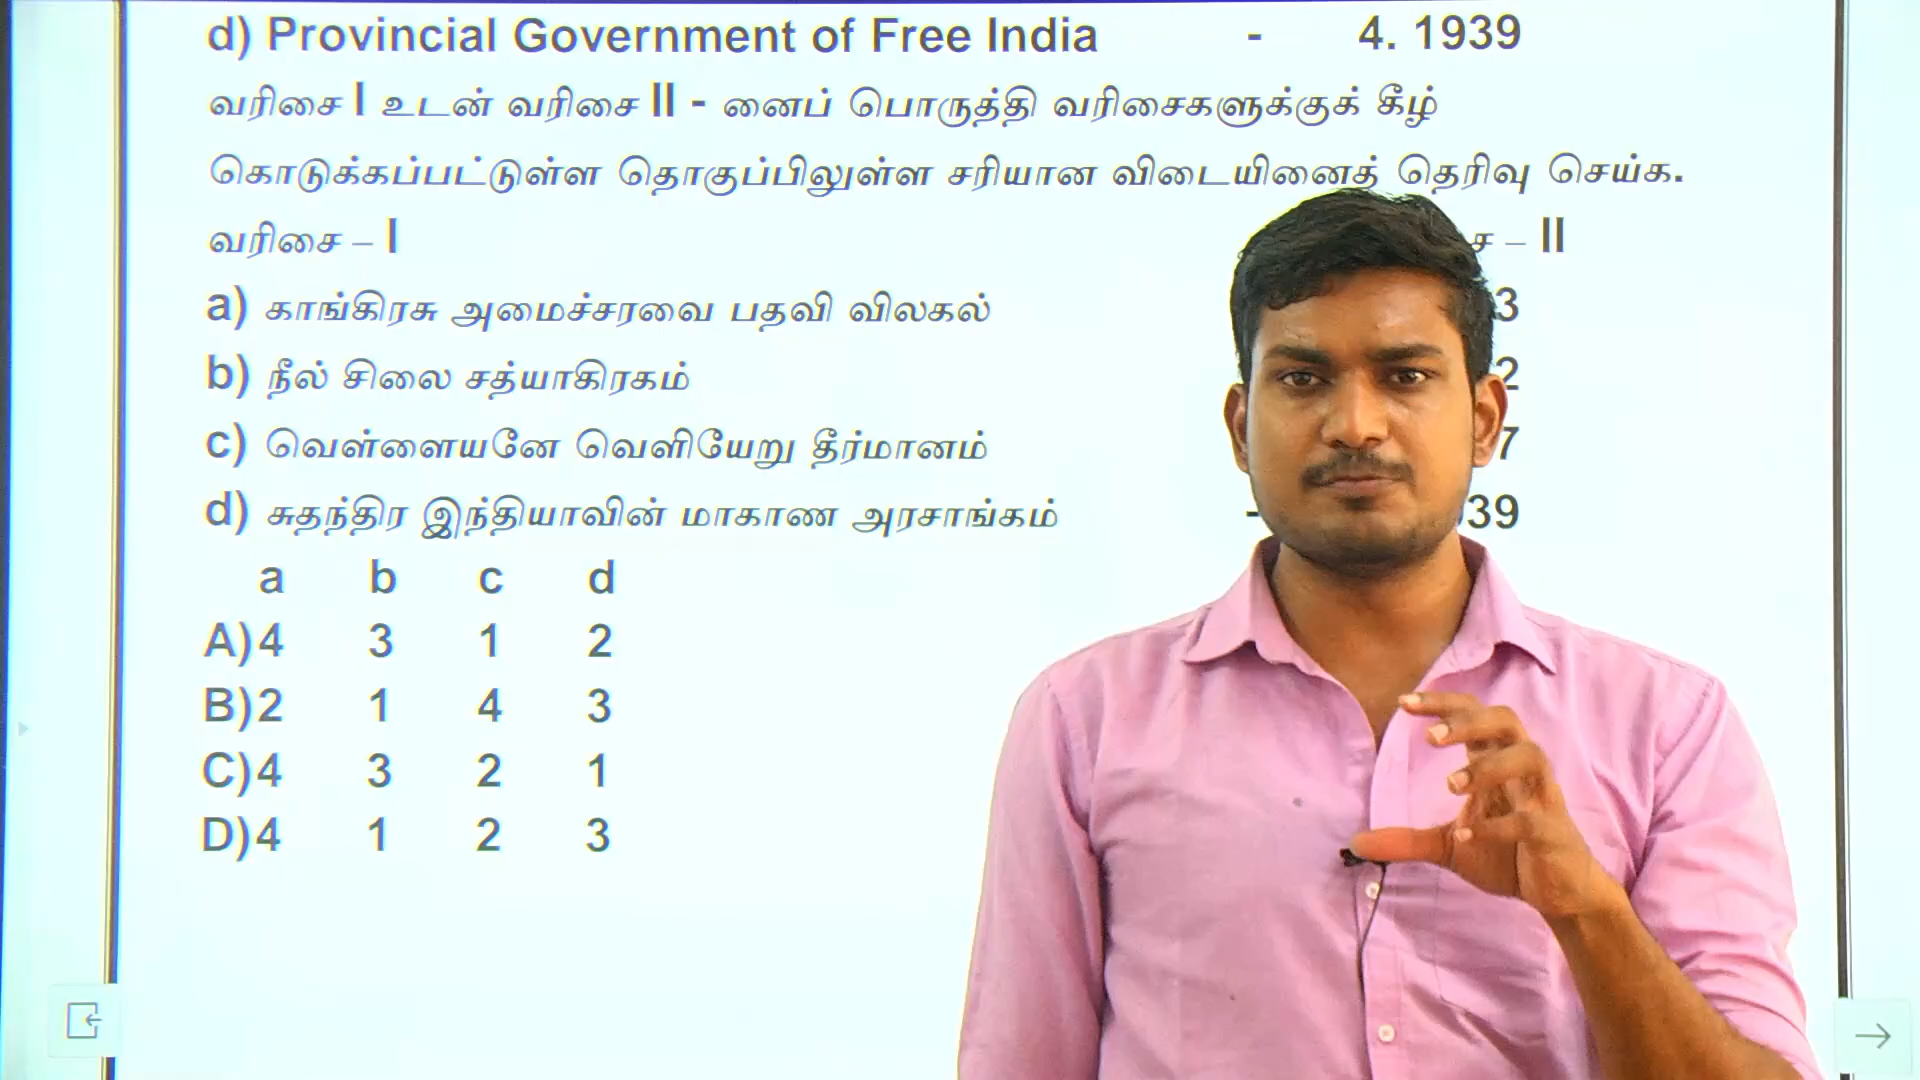 d) Provincial Government of Free India - 4. 1939
வரிசை I உடன் வரிசை II - னைப் பொருத்தி வரிசைகளுக்குக் கீழ்
கொடுக்கப்பட்டுள்ள தொகுப்பிலுள்ள சரியான விடையினைத் தெரிவு செய்க.
வரிசை – I – II
a) காங்கிரசு அமைச்சரவை பதவி விலகல்
b) நீல் சிலை சத்யாகிரகம்
c) வெள்ளையனே வெளியேறு தீர்மானம்
d) சுதந்திர இந்தியாவின் மாகாண அரசாங்கம் -
a b c d
A) 4 3 1 2
B) 2 1 4 3
C) 4 3 2 1
D) 4 1 2 3